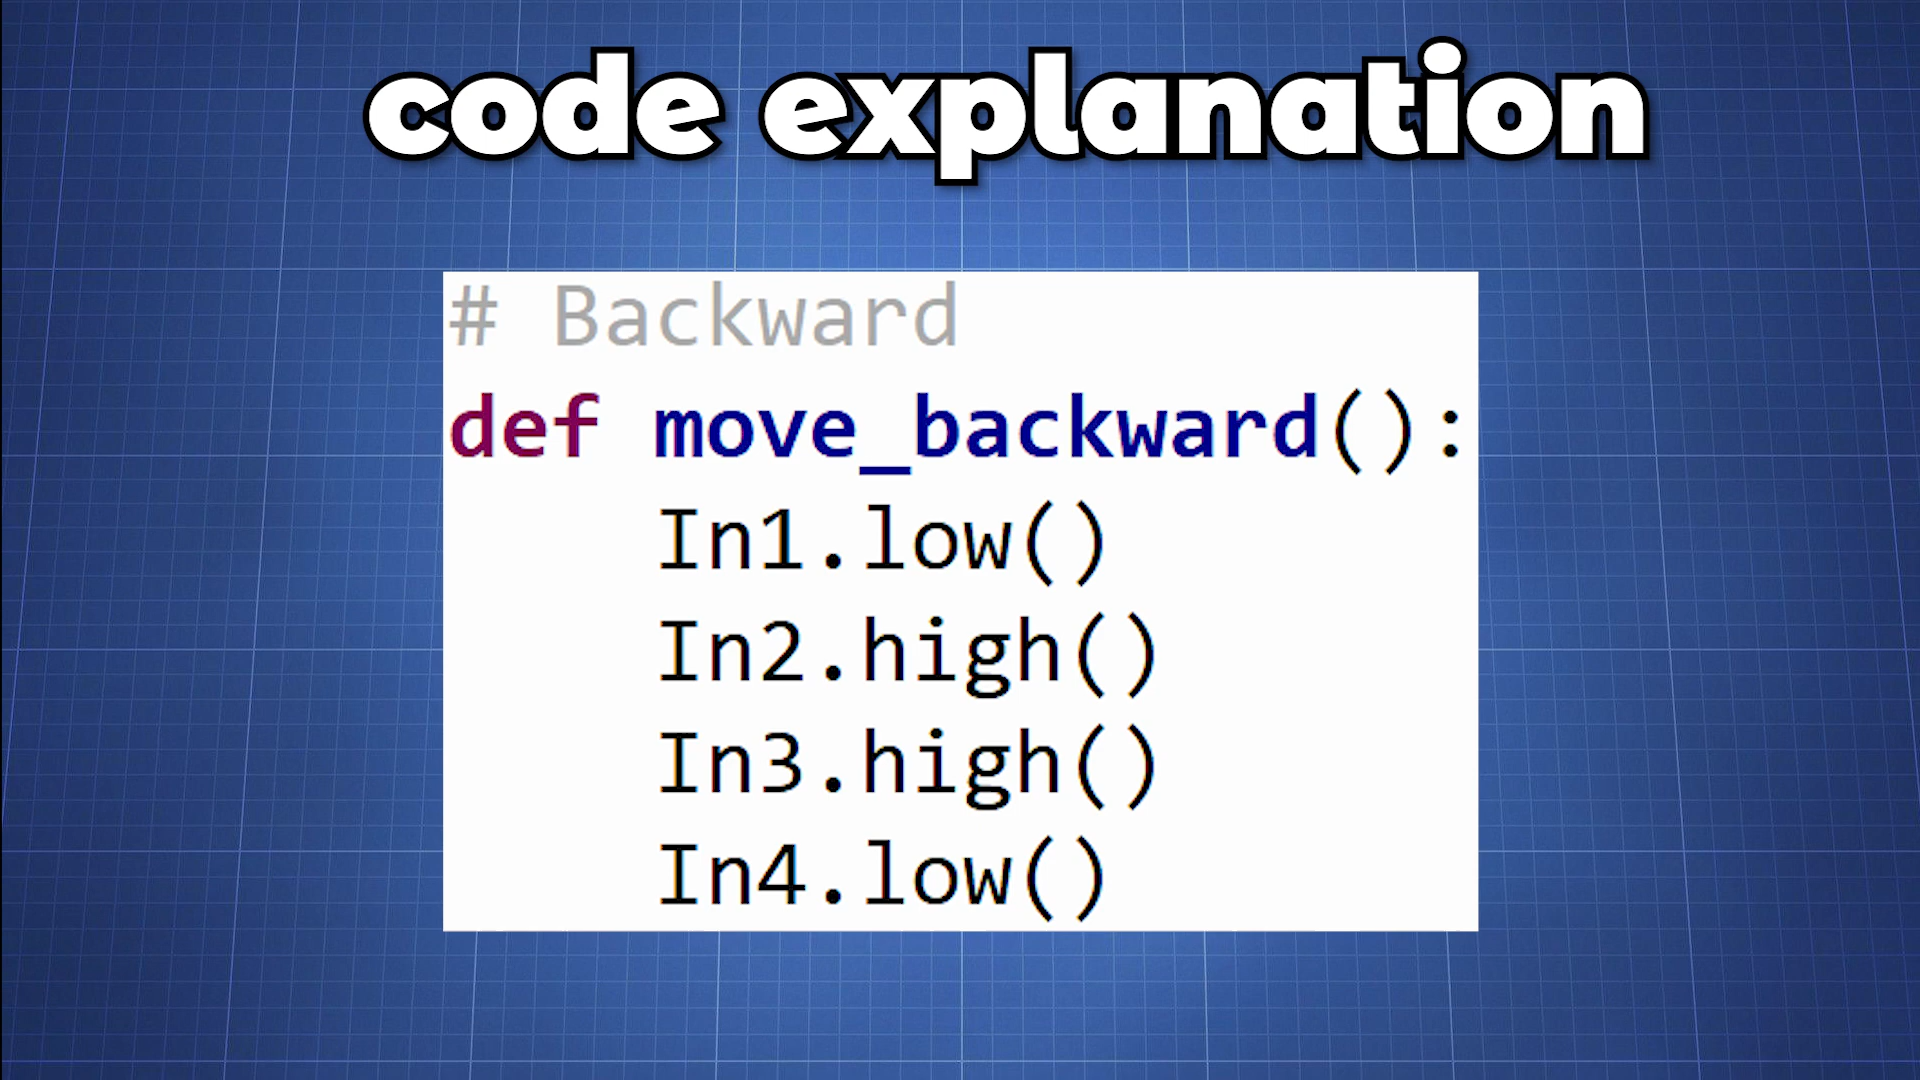 code explanation
# Backward
def move_backward():
    In1.low()
    In2.high()
    In3.high()
    In4.low()